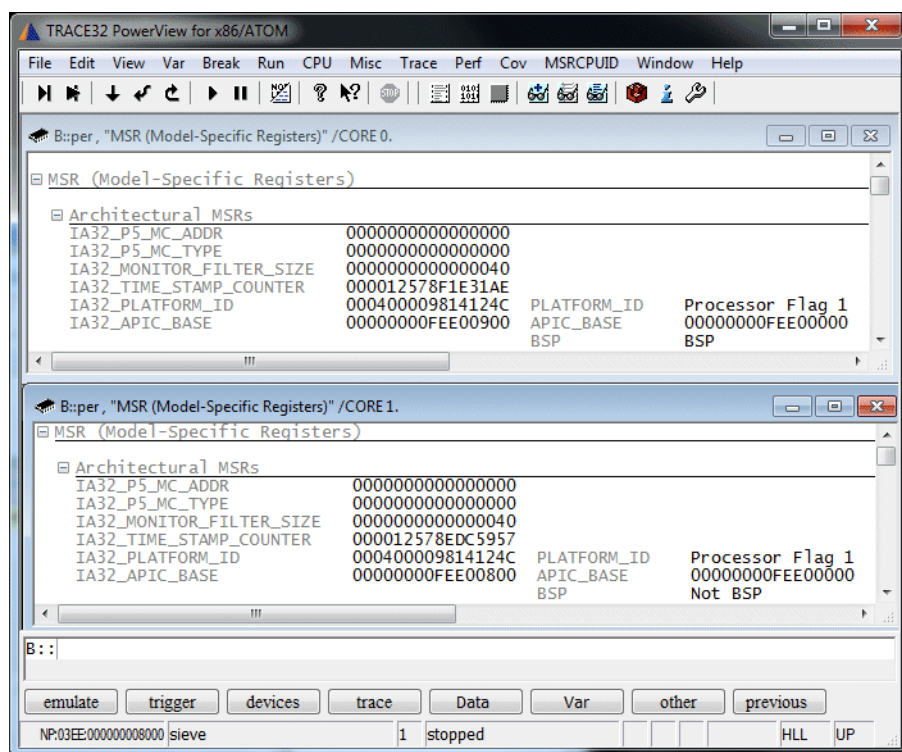 TRACE32 PowerView for x86/ATOM
File Edit View Var Break Run CPU Misc Trace Perf Cov MSRCPUID Window Help
STOP
B::per , "MSR (Model-Specific Registers)" /CORE 0.
MSR (Model-Specific Registers)
Architectural MSRs
IA32_P5_MC_ADDR 0000000000000000
IA32_P5_MC_TYPE 0000000000000000
IA32_MONITOR_FILTER_SIZE 0000000000000040
IA32_TIME_STAMP_COUNTER 000012578F1E31AE
IA32_PLATFORM_ID 000400009814124C PLATFORM_ID Processor Flag 1
IA32_APIC_BASE 00000000FEE00900 APIC_BASE 00000000FEE00000
BSP BSP
B::per , "MSR (Model-Specific Registers)" /CORE 1.
MSR (Model-Specific Registers)
Architectural MSRs
IA32_P5_MC_ADDR 0000000000000000
IA32_P5_MC_TYPE 0000000000000000
IA32_MONITOR_FILTER_SIZE 0000000000000040
IA32_TIME_STAMP_COUNTER 000012578EDC5957
IA32_PLATFORM_ID 000400009814124C PLATFORM_ID Processor Flag 1
IA32_APIC_BASE 00000000FEE00800 APIC_BASE 00000000FEE00000
BSP Not BSP
B::
emulate trigger devices trace Data Var other previous
NP:03EE:000000008000 sieve 1 stopped HLL UP